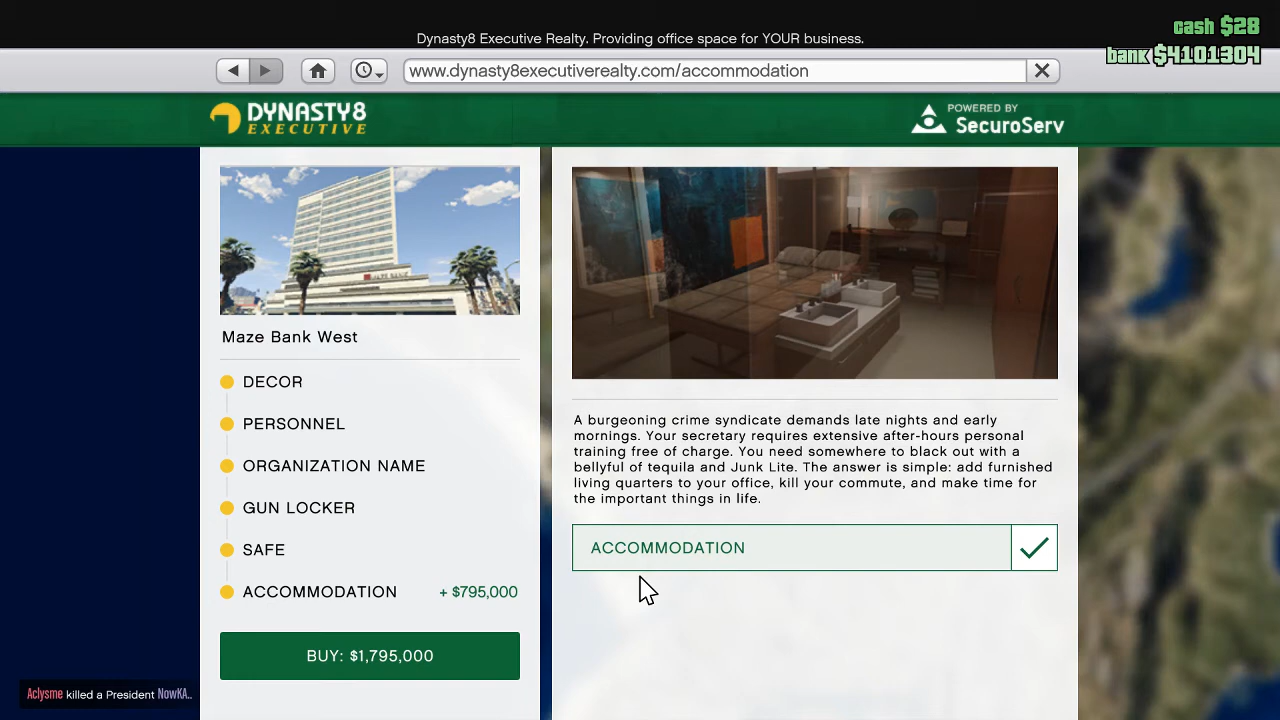 cash $28
Dynasty8 Executive Realty. Providing office space for YOUR business.
bank $4101304
www.dynasty8executiverealty.com/accommodation
DYNASTY8
EXECUTIVE
POWERED BY
SecuroServ
MAZE BANK
Maze Bank West
DECOR
PERSONNEL
ORGANIZATION NAME
GUN LOCKER
SAFE
ACCOMMODATION + $795,000
BUY: $1,795,000
A burgeoning crime syndicate demands late nights and early
mornings. Your secretary requires extensive after-hours personal
training free of charge. You need somewhere to black out with a
bellyful of tequila and Junk Lite. The answer is simple: add furnished
living quarters to your office, kill your commute, and make time for
the important things in life.
ACCOMMODATION
Aclysme killed a President NowKA..